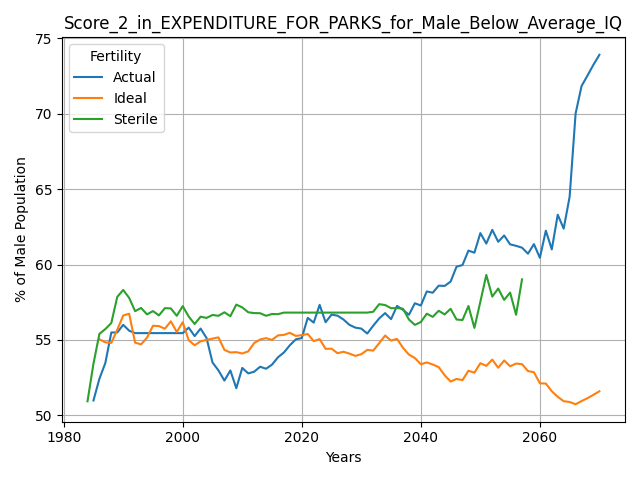 Score_2_in_EXPENDITURE_FOR_PARKS_for_Male_Below_Average_IQ
Fertility
Actual
Ideal
Sterile
% of Male Population
75
70
65
60
55
50
1980
2000
2020
2040
2060
Years